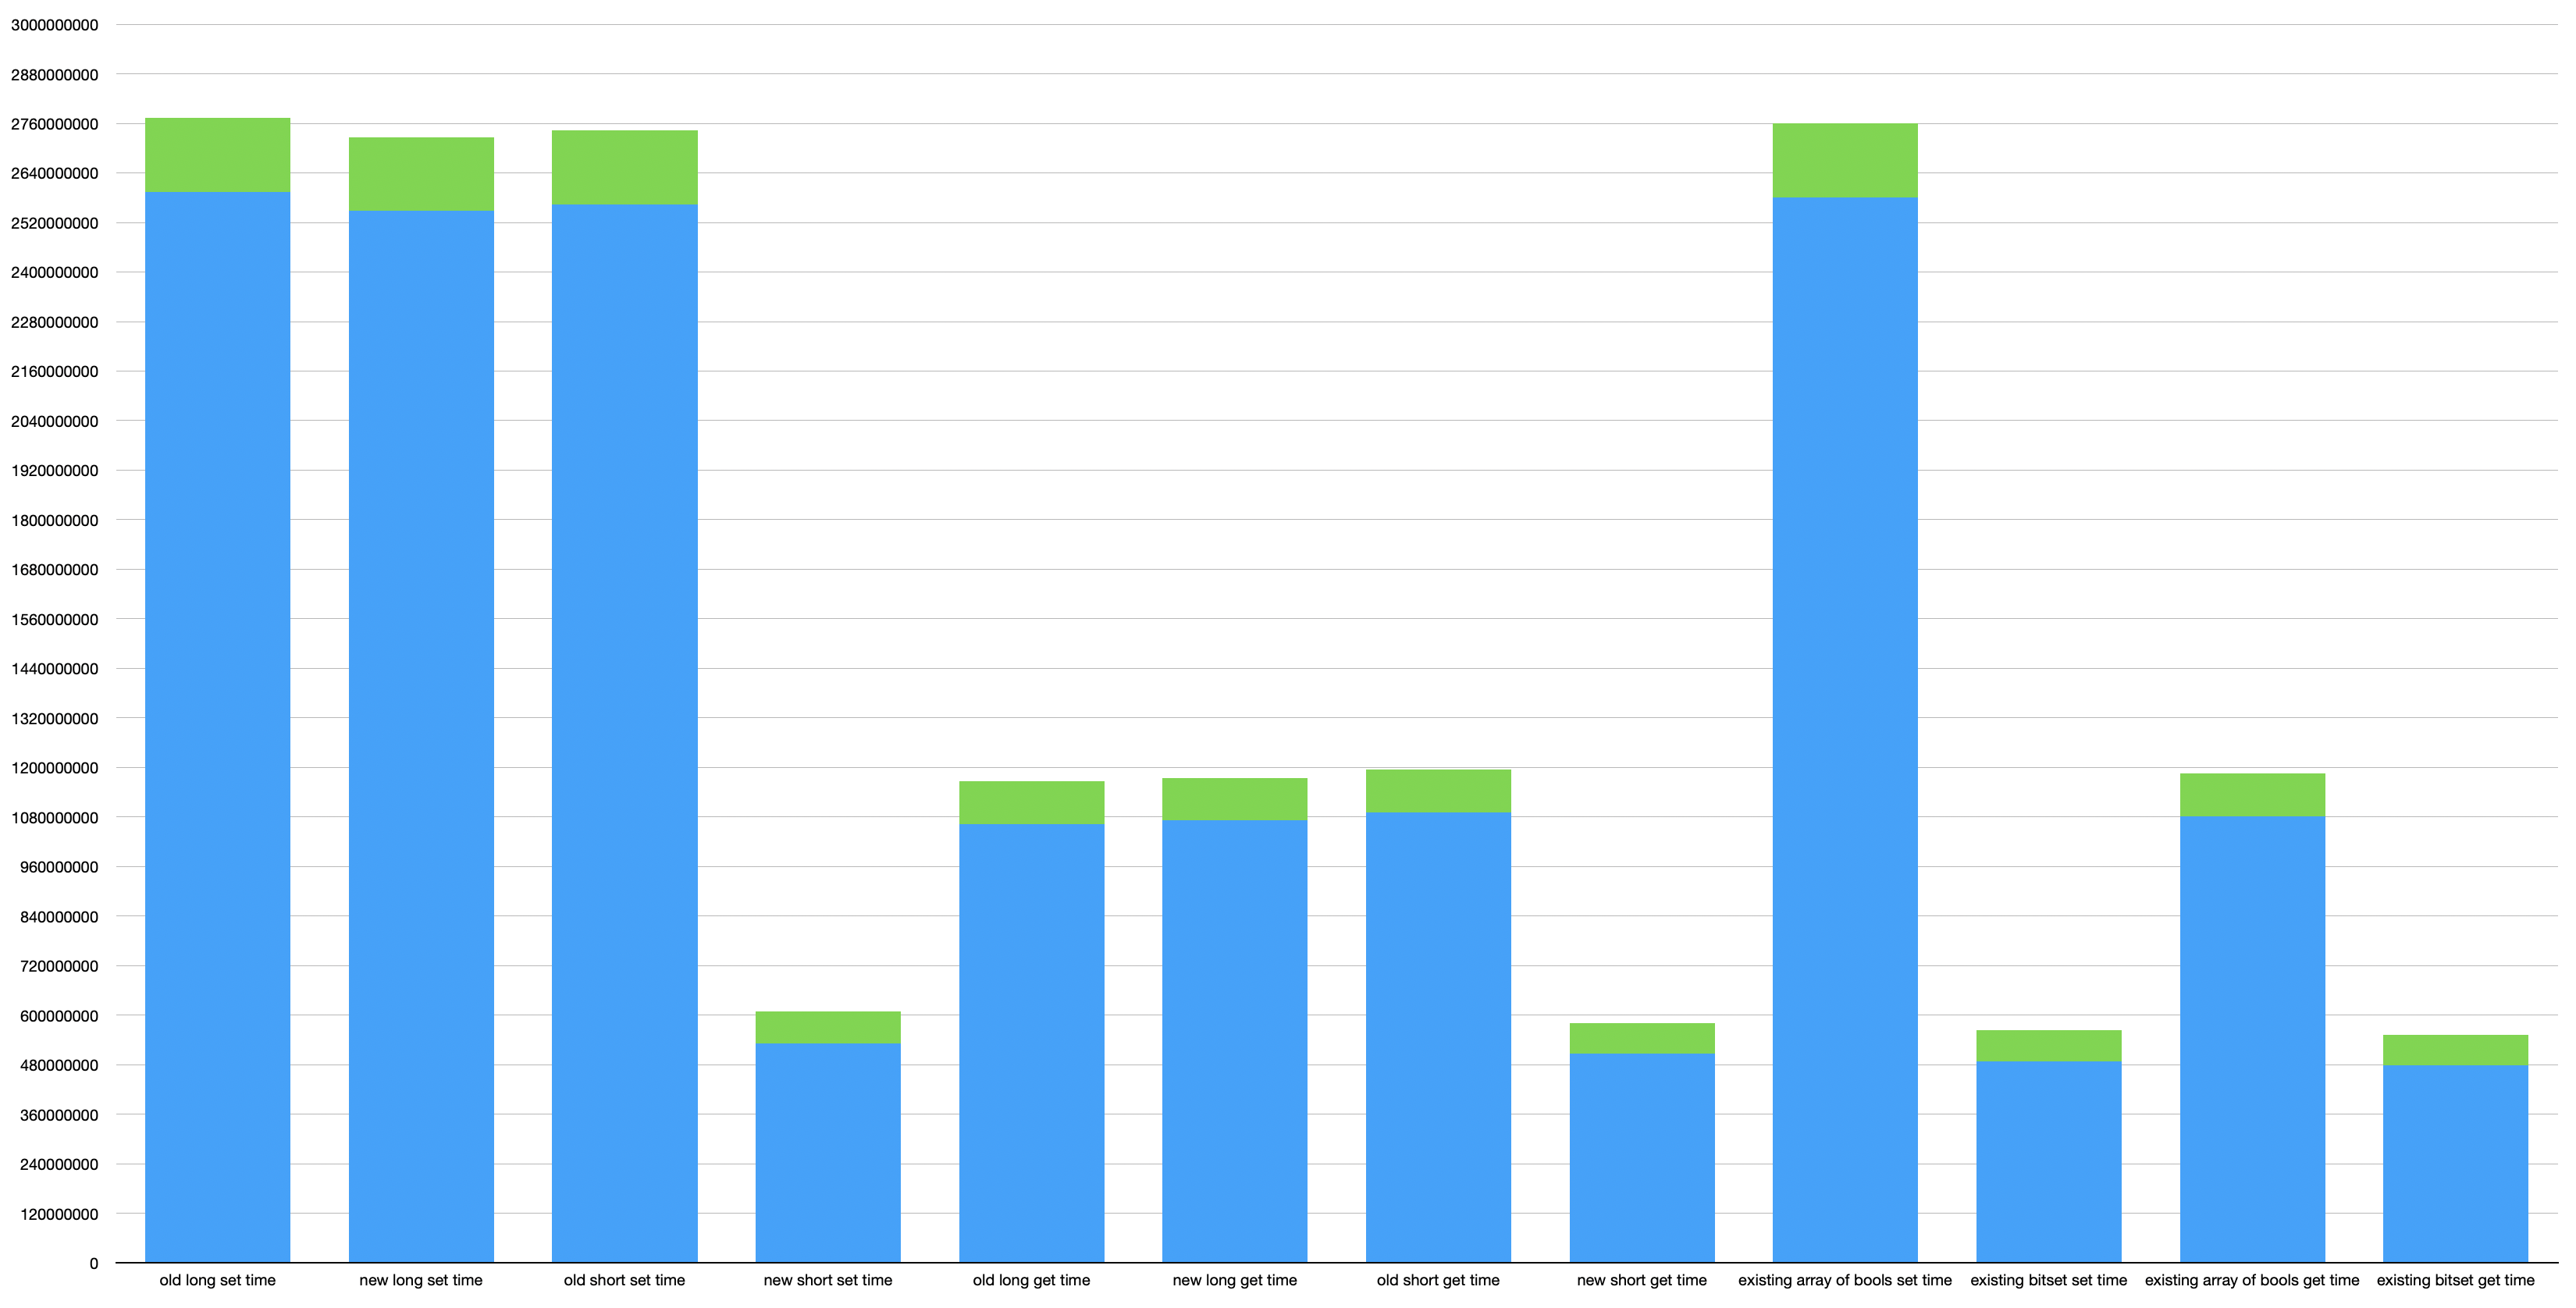 3000000000
2880000000
2760000000
2640000000
2520000000
2400000000
2280000000
2160000000
2040000000
1920000000
1800000000
1680000000
1560000000
1440000000
1320000000
1200000000
1080000000
960000000
840000000
720000000
600000000
480000000
360000000
240000000
120000000
0
old long set time
new long set time
old short set time
new short set time
old long get time
new long get time
old short get time
new short get time
existing array of bools set time
existing bitset set time
existing array of bools get time
existing bitset get time